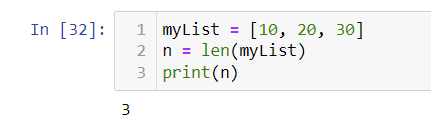 In [32]: 1 myList = [10, 20, 30]
2 n = len(myList)
3 print(n)
3